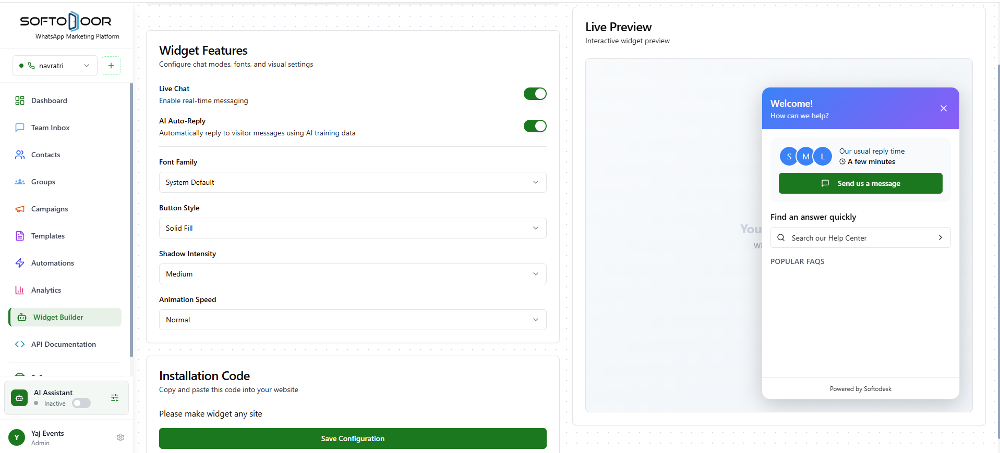 SOFTODOOR
WhatsApp Marketing Platform
navratri
Dashboard
Team Inbox
Contacts
Groups
Campaigns
Templates
Automations
Analytics
Widget Builder
API Documentation
AI Assistant
Inactive
Y
Yaj Events
Admin
Widget Features
Configure chat modes, fonts, and visual settings
Live Chat
Enable real-time messaging
AI Auto-Reply
Automatically reply to visitor messages using AI training data
Font Family
System Default
Button Style
Solid Fill
Shadow Intensity
Medium
Animation Speed
Normal
Installation Code
Copy and paste this code into your website
Please make widget any site
Save Configuration
Live Preview
Interactive widget preview
You
Wi
Welcome!
How can we help?
S M L
Our usual reply time
A few minutes
Send us a message
Find an answer quickly
Search our Help Center
POPULAR FAQS
Powered by Softodesk